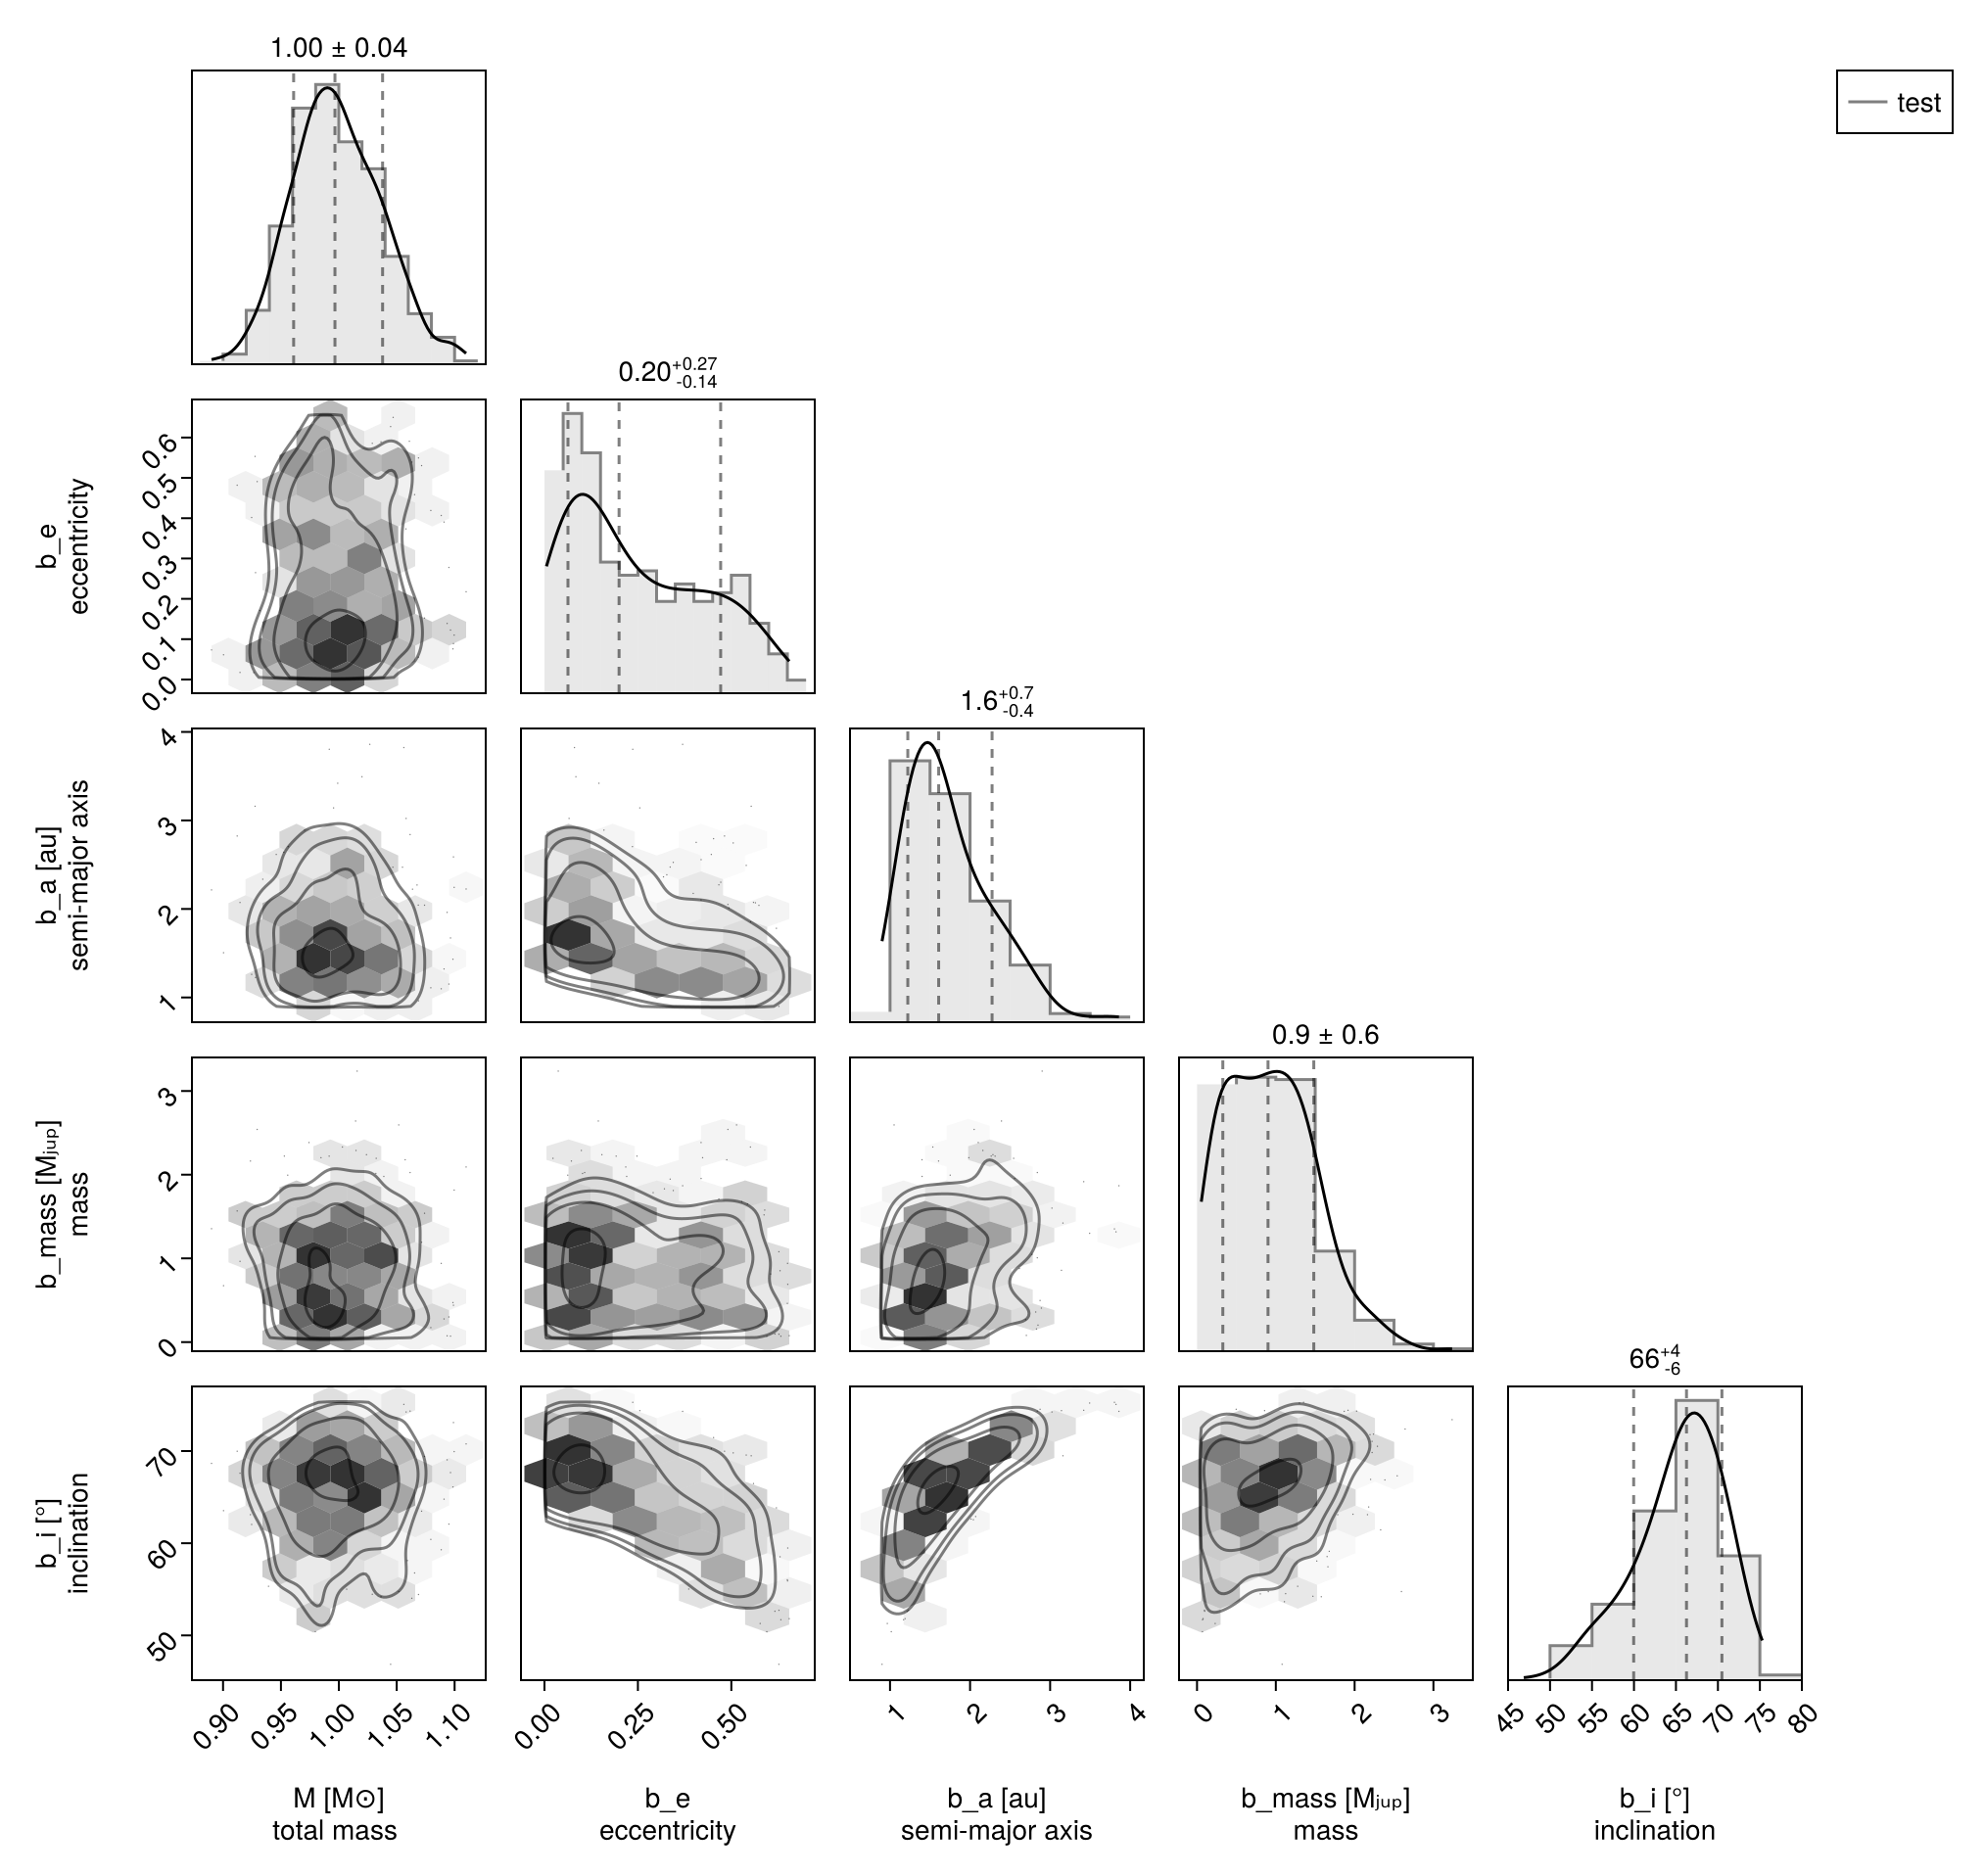 1.00 ± 0.04
test
0.20+0.27
-0.14
b_e
eccentricity
0.6
0.5
0.4
0.3
0.2
0.1
0.0
1.6+0.7
-0.4
b_a [au]
semi-major axis
4
3
2
1
0.9 ± 0.6
b_mass [Mⱼᵤₚ]
mass
3
2
1
0
66+4
-6
b_i [°]
inclination
70
60
50
0.90 0.95 1.00 1.05 1.10
0.00 0.25 0.50
1 2 3 4
0 1 2 3
45 50 55 60 65 70 75 80
M [M⊙]
total mass
b_e
eccentricity
b_a [au]
semi-major axis
b_mass [Mⱼᵤₚ]
mass
b_i [°]
inclination